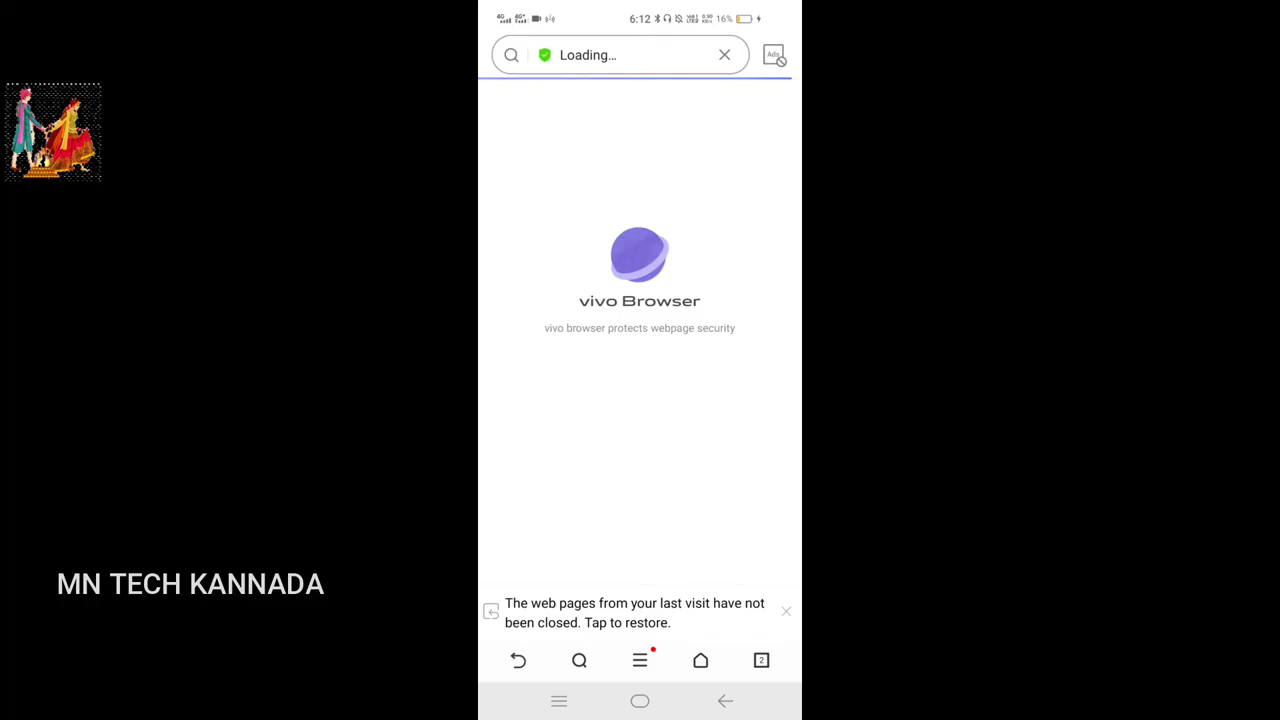 6:12
16%
Loading...
Ads
vivo Browser
vivo browser protects webpage security
MN TECH KANNADA
The web pages from your last visit have not
been closed. Tap to restore.
2